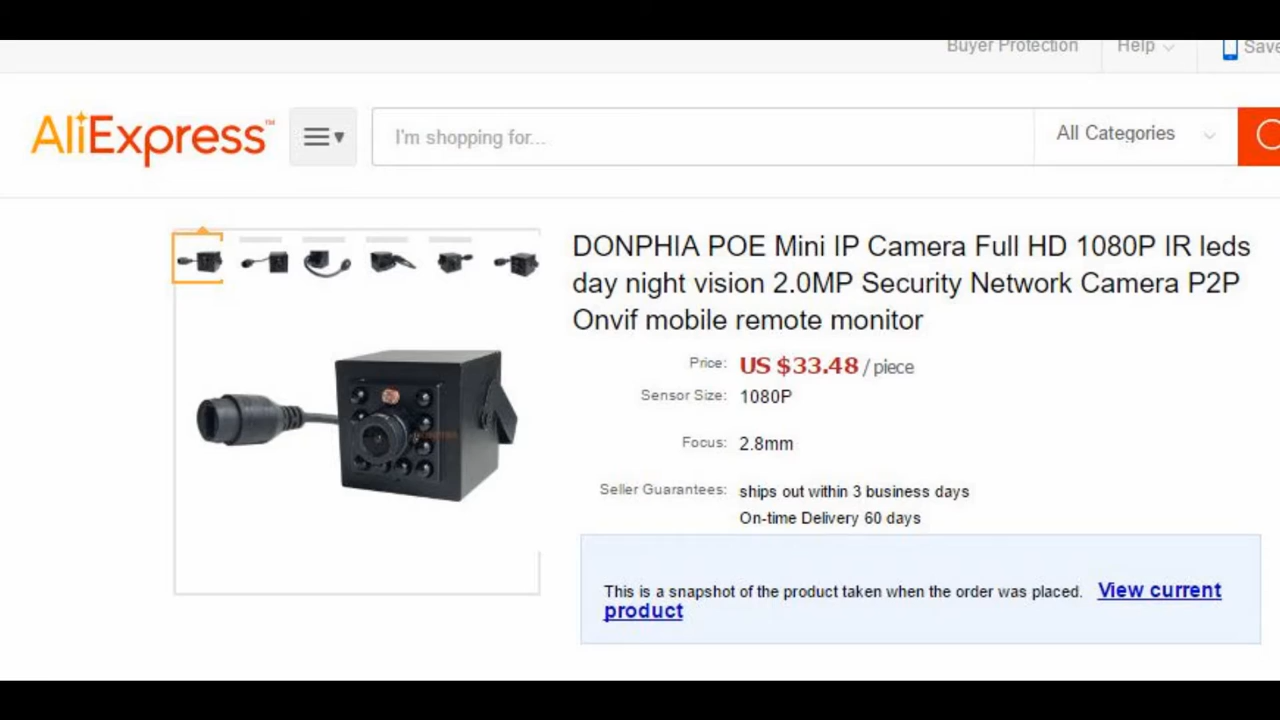 Buyer Protection
Help
Save
AliExpress™
I'm shopping for...
All Categories
DONPHIA POE Mini IP Camera Full HD 1080P IR leds
day night vision 2.0MP Security Network Camera P2P
Onvif mobile remote monitor
Price: US $33.48 / piece
Sensor Size: 1080P
Focus: 2.8mm
Seller Guarantees: ships out within 3 business days
On-time Delivery 60 days
This is a snapshot of the product taken when the order was placed. View current
product